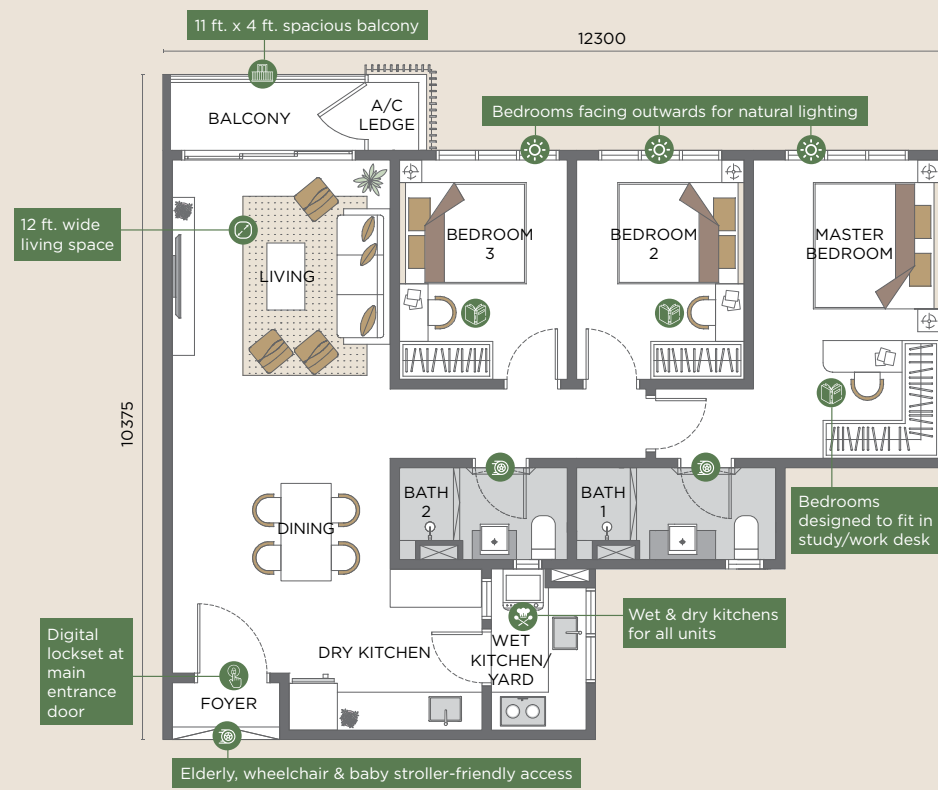 11 ft. x 4 ft. spacious balcony
12300
BALCONY
A/C
LEDGE
Bedrooms facing outwards for natural lighting
12 ft. wide
living space
LIVING
BEDROOM
3
BEDROOM
2
MASTER
BEDROOM
10375
BATH
2
BATH
1
Bedrooms
designed to fit in
study/work desk
DINING
Wet & dry kitchens
for all units
Digital
lockset at
main
entrance
door
DRY KITCHEN
WET
KITCHEN/
YARD
FOYER
Elderly, wheelchair & baby stroller-friendly access